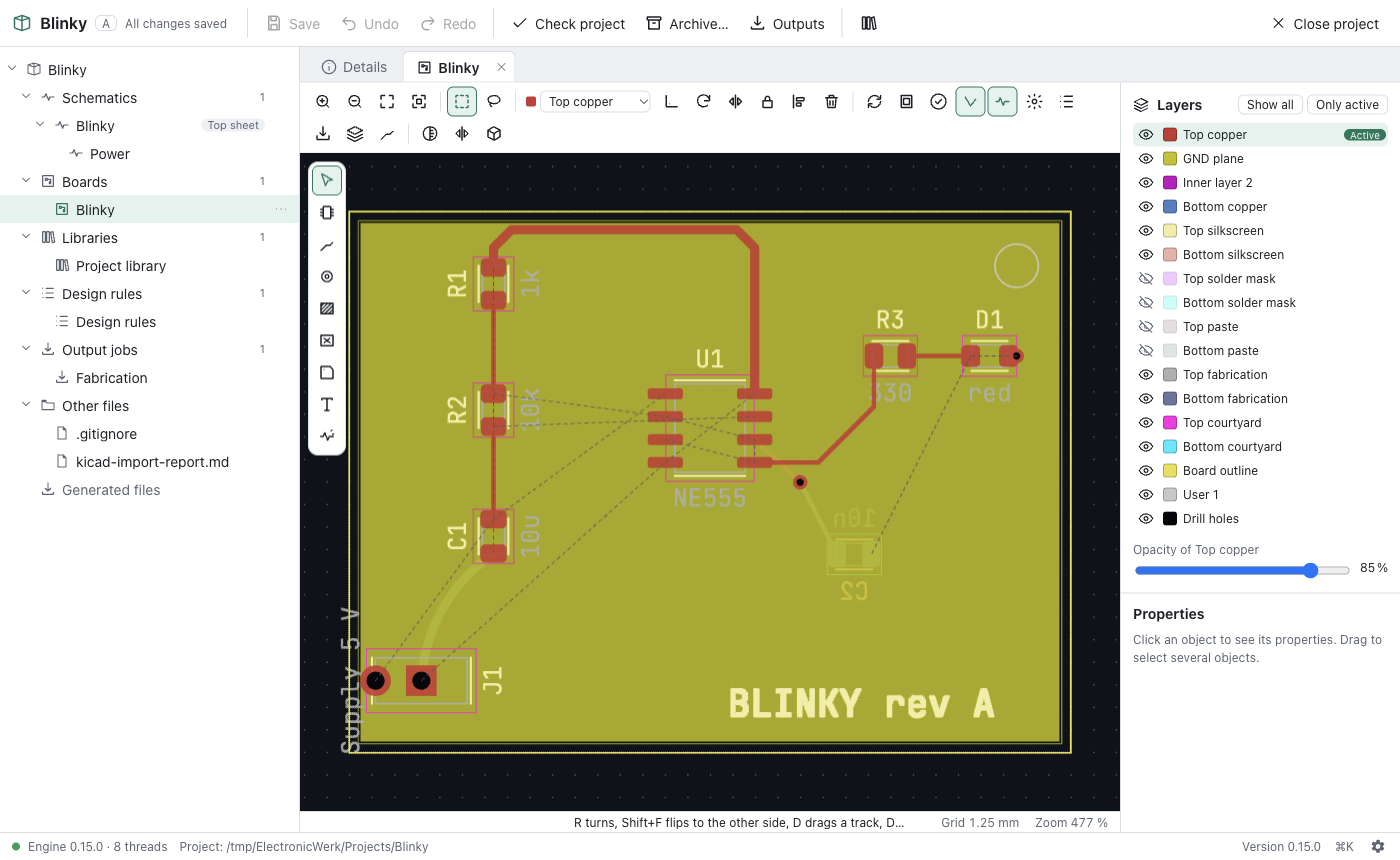 Blinky A All changes saved Save Undo Redo Check project Archive... Outputs Close project
Blinky
Schematics 1
Blinky Top sheet
Power
Boards 1
Blinky ...
Libraries 1
Project library
Design rules 1
Design rules
Output jobs 1
Fabrication
Other files
.gitignore
kicad-import-report.md
Generated files
Details Blinky
Top copper
R1 1k
R3 D1
330 red
U1
R2 10k
NE555
10n
C1 10u
C2
Supply 5 V
J1
BLINKY rev A
R turns, Shift+F flips to the other side, D drags a track, D... Grid 1.25 mm Zoom 477 %
Layers Show all Only active
Top copper Active
GND plane
Inner layer 2
Bottom copper
Top silkscreen
Bottom silkscreen
Top solder mask
Bottom solder mask
Top paste
Bottom paste
Top fabrication
Bottom fabrication
Top courtyard
Bottom courtyard
Board outline
User 1
Drill holes
Opacity of Top copper
85 %
Properties
Click an object to see its properties. Drag to
select several objects.
Engine 0.15.0 · 8 threads Project: /tmp/ElectronicWerk/Projects/Blinky Version 0.15.0 ⌘K